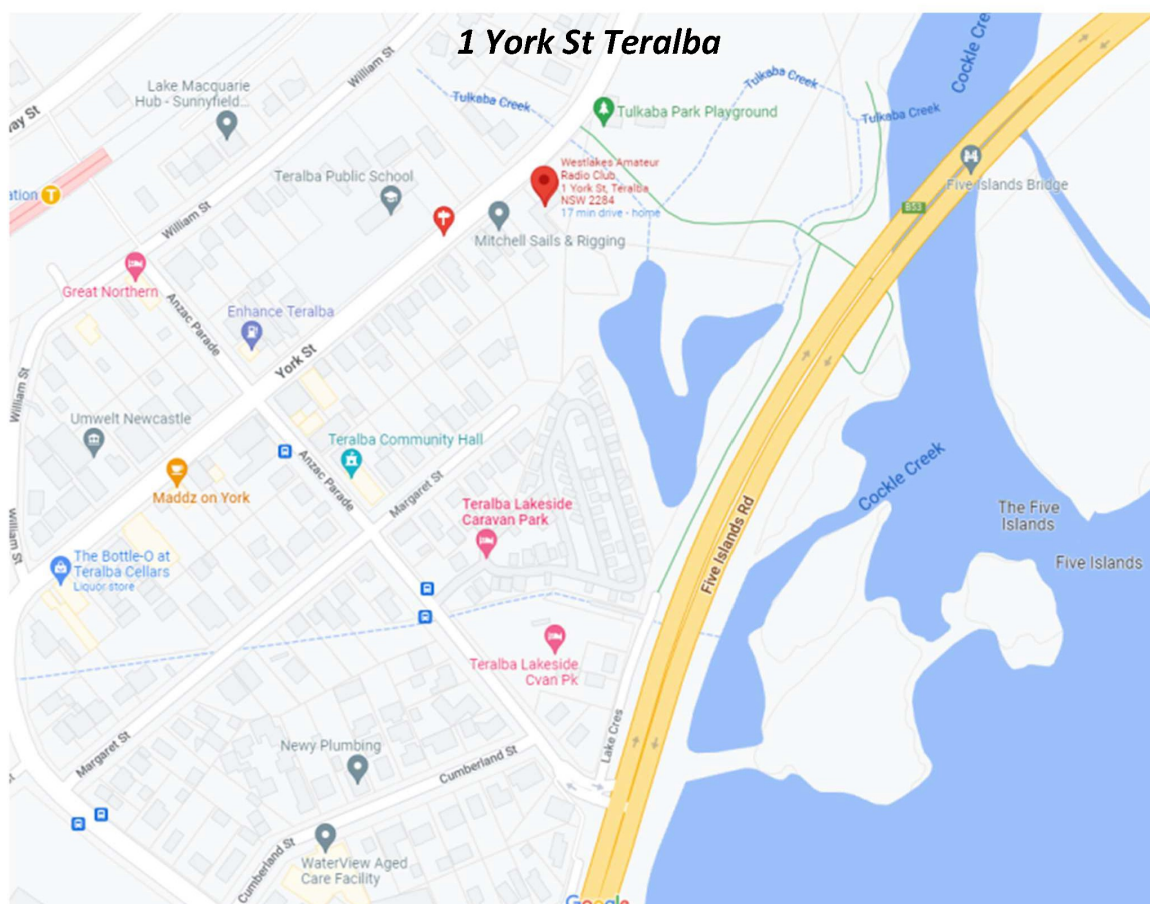 1 York St Teralba
William St
William St
Cockle Cre
Lake Macquarie
Hub - Sunnyfield...
Tulkaba Creek
Tulkaba Creek
Tulkaba Creek
Tulkaba Park Playground
way St
Westlakes Amateur
Radio Club
1 York St, Teralba
NSW 2284
17 min drive - home
Teralba Public School
ation
T
Five Islands Bridge
B53
William St
Mitchell Sails & Rigging
Great Northern
Anzac Parade
Enhance Teralba
York St
William St
Umwelt Newcastle
Teralba Community Hall
Anzac Parade
Margaret St
Maddz on York
Cockle Creek
Teralba Lakeside
Caravan Park
The Five
Islands
Five Islands
William St
The Bottle-O at
Teralba Cellars
Liquor store
Five Islands Rd
Teralba Lakeside
Cvan Pk
Lake Cres
Margaret St
Newy Plumbing
Cumberland St
WaterView Aged
Care Facility
Cumberland St
Google